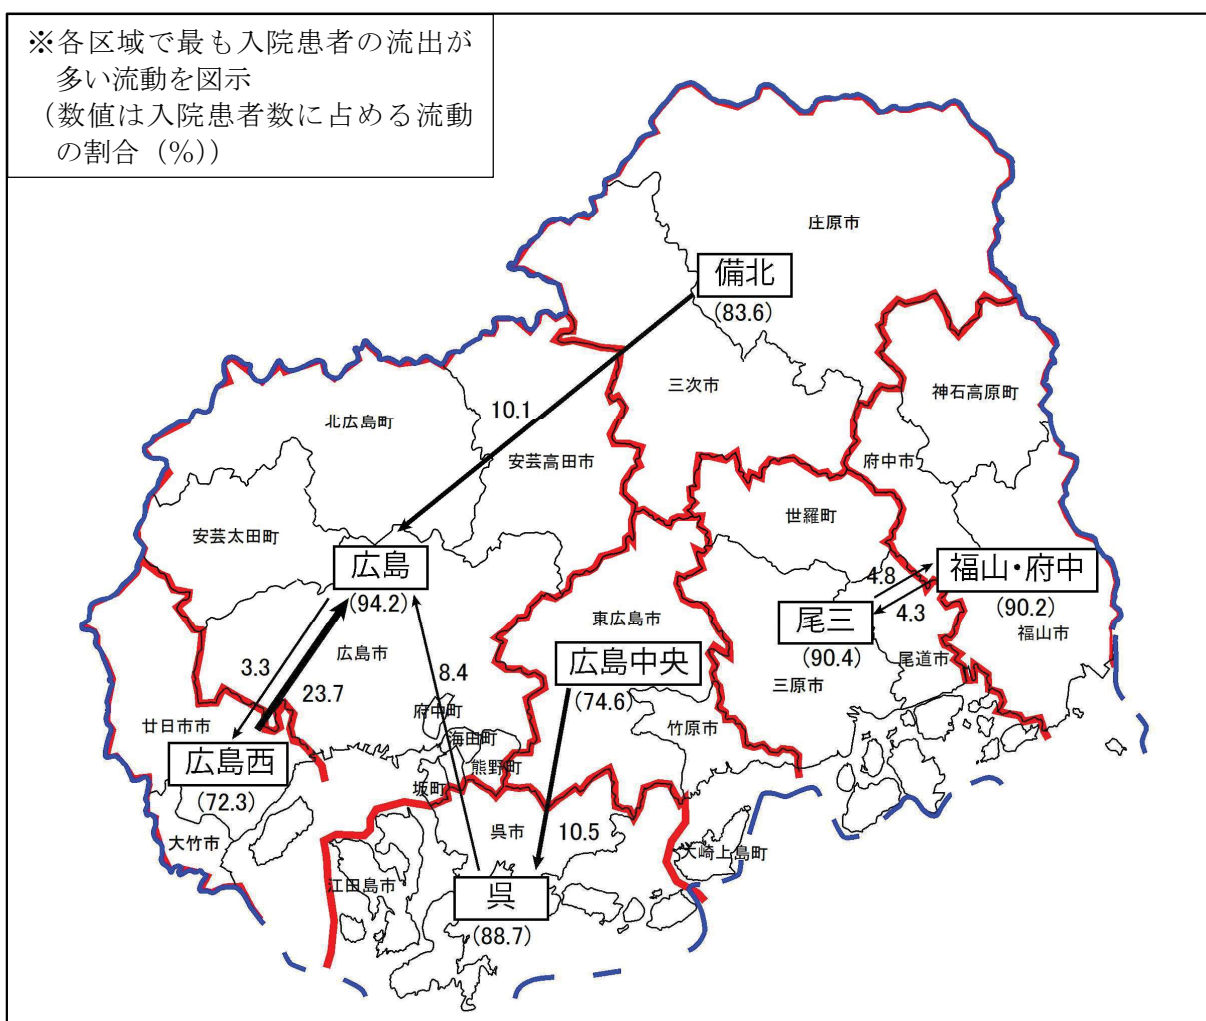 ※各区域で最も入院患者の流出が
多い流動を図示
（数値は入院患者数に占める流動
の割合（%））
庄原市
備北
(83.6)
三次市
神石高原町
10.1
北広島町
安芸高田市
府中市
世羅町
安芸太田町
広島
(94.2)
福山・府中
(90.2)
4.8
4.3
尾三
(90.4)
福山市
東広島市
広島中央
(74.6)
尾道市
三原市
広島市
3.3
23.7
8.4
府中町
海田町
熊野町
坂町
竹原市
廿日市市
広島西
(72.3)
大竹市
呉市
10.5
大崎上島町
江田島市
呉
(88.7)